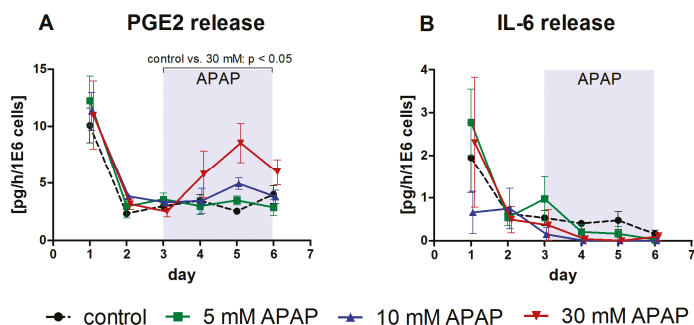 A
PGE2 release
control vs. 30 mM: p < 0.05
APAP
[pg/h/1E6 cells]
15
10
5
0
0 1 2 3 4 5 6 7
day
B
IL-6 release
APAP
[pg/h/1E6 cells]
4
3
2
1
0
0 1 2 3 4 5 6 7
day
control 5 mM APAP 10 mM APAP 30 mM APAP